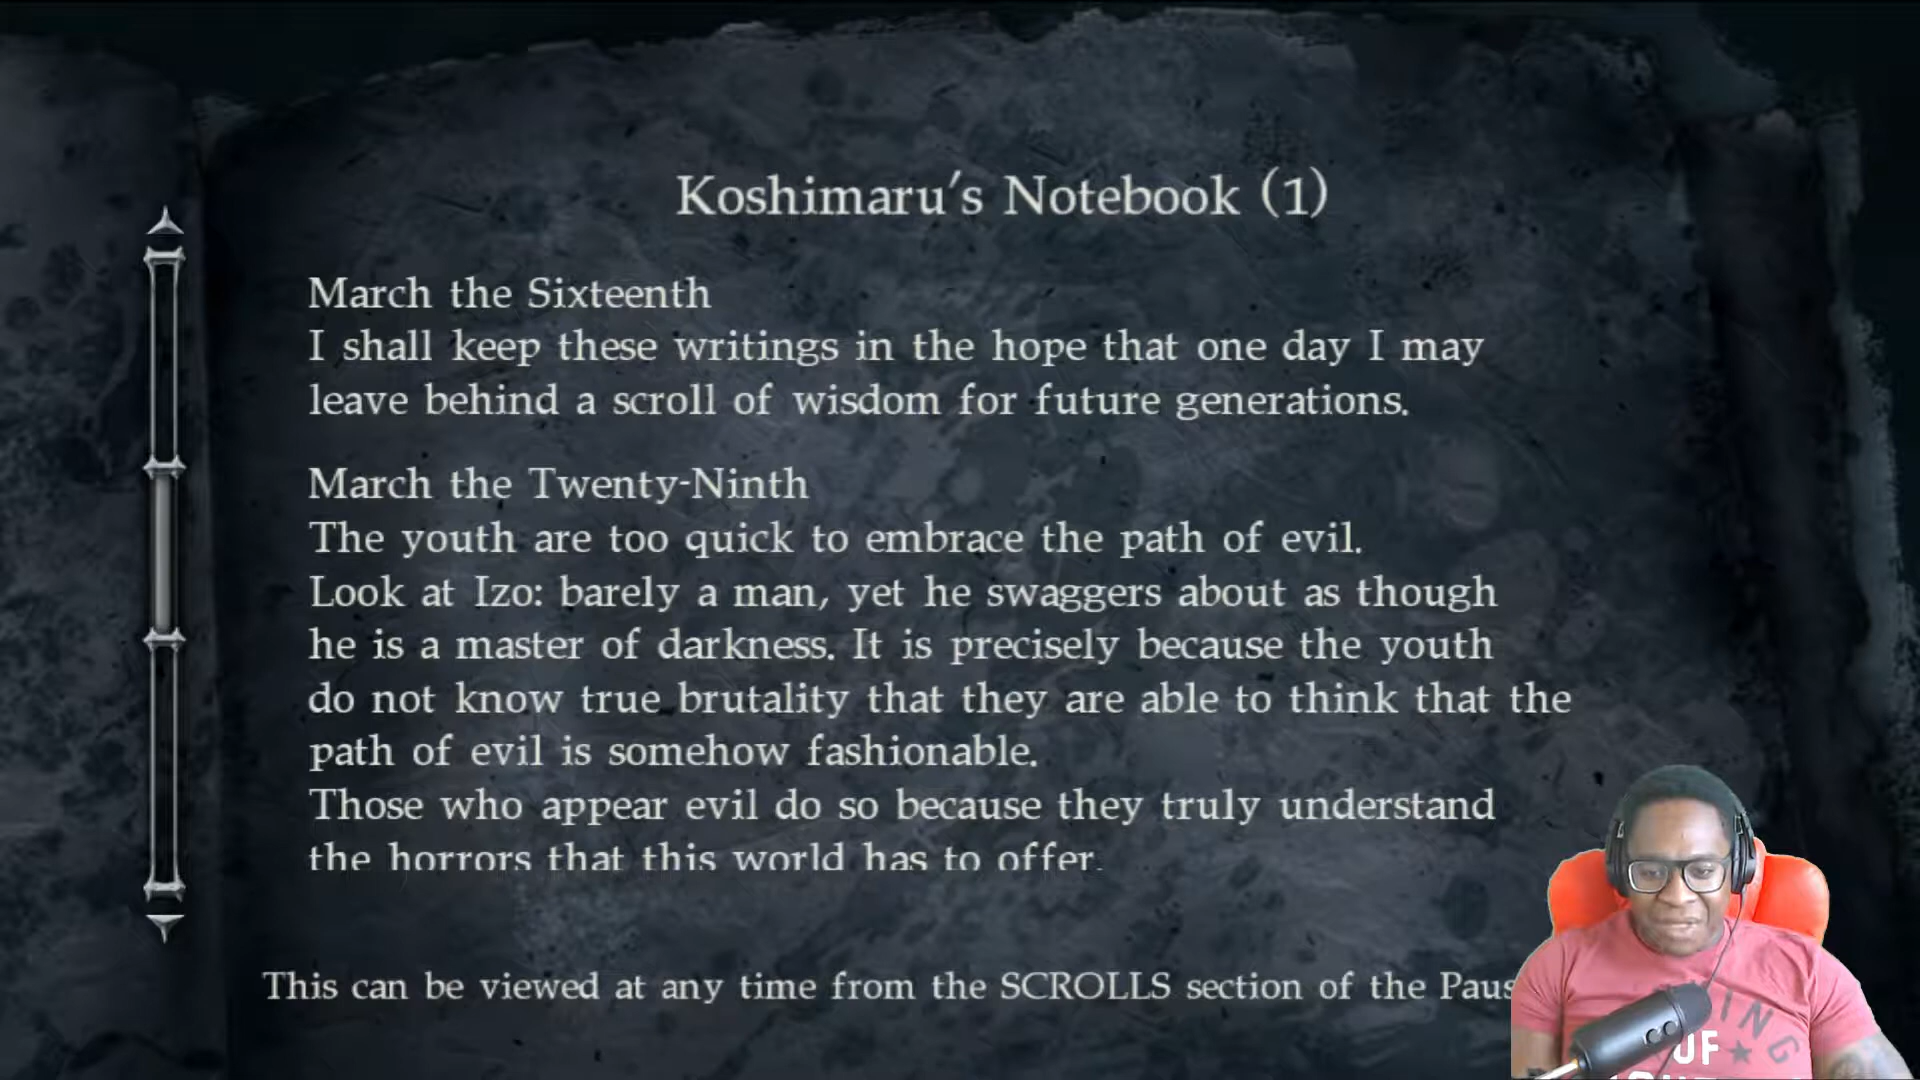 Koshimaru's Notebook (1)
March the Sixteenth
I shall keep these writings in the hope that one day I may
leave behind a scroll of wisdom for future generations.
March the Twenty-Ninth
The youth are too quick to embrace the path of evil.
Look at Izo: barely a man, yet he swaggers about as though
he is a master of darkness. It is precisely because the youth
do not know true brutality that they are able to think that the
path of evil is somehow fashionable.
Those who appear evil do so because they truly understand
the horrors that this world has to offer.
This can be viewed at any time from the SCROLLS section of the Paus